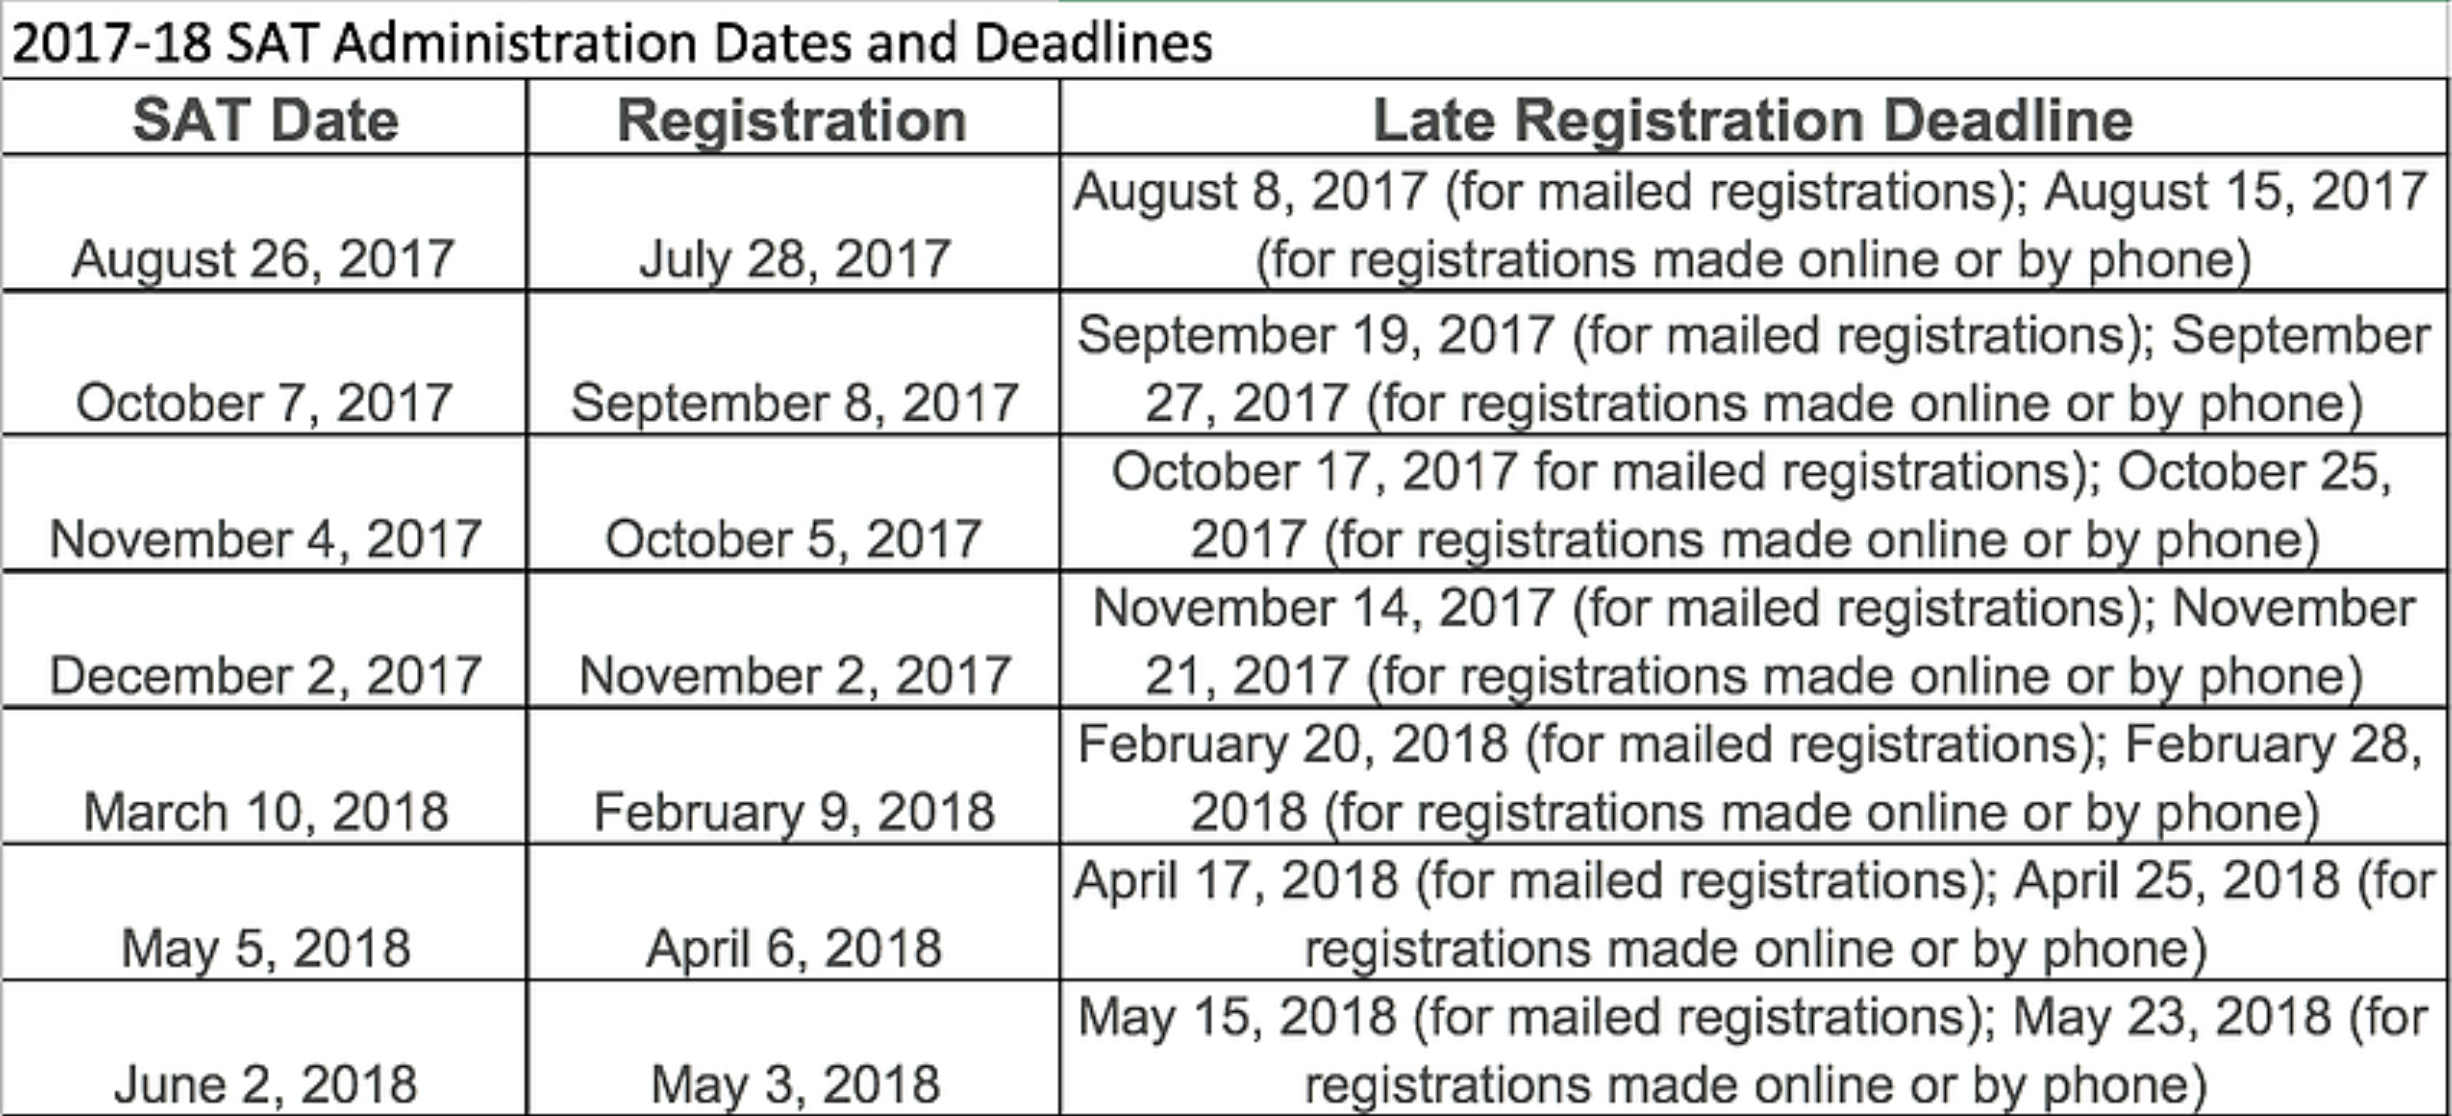 2017-18 SAT Administration Dates and Deadlines
SAT Date Registration Late Registration Deadline
August 8, 2017 (for mailed registrations); August 15, 2017
August 26, 2017 July 28, 2017 (for registrations made online or by phone)
September 19, 2017 (for mailed registrations); September
October 7, 2017 September 8, 2017 27, 2017 (for registrations made online or by phone)
October 17, 2017 for mailed registrations); October 25,
November 4, 2017 October 5, 2017 2017 (for registrations made online or by phone)
November 14, 2017 (for mailed registrations); November
December 2, 2017 November 2, 2017 21, 2017 (for registrations made online or by phone)
February 20, 2018 (for mailed registrations); February 28,
March 10, 2018 February 9, 2018 2018 (for registrations made online or by phone)
April 17, 2018 (for mailed registrations); April 25, 2018 (for
May 5, 2018 April 6, 2018 registrations made online or by phone)
May 15, 2018 (for mailed registrations); May 23, 2018 (for
June 2, 2018 May 3, 2018 registrations made online or by phone)